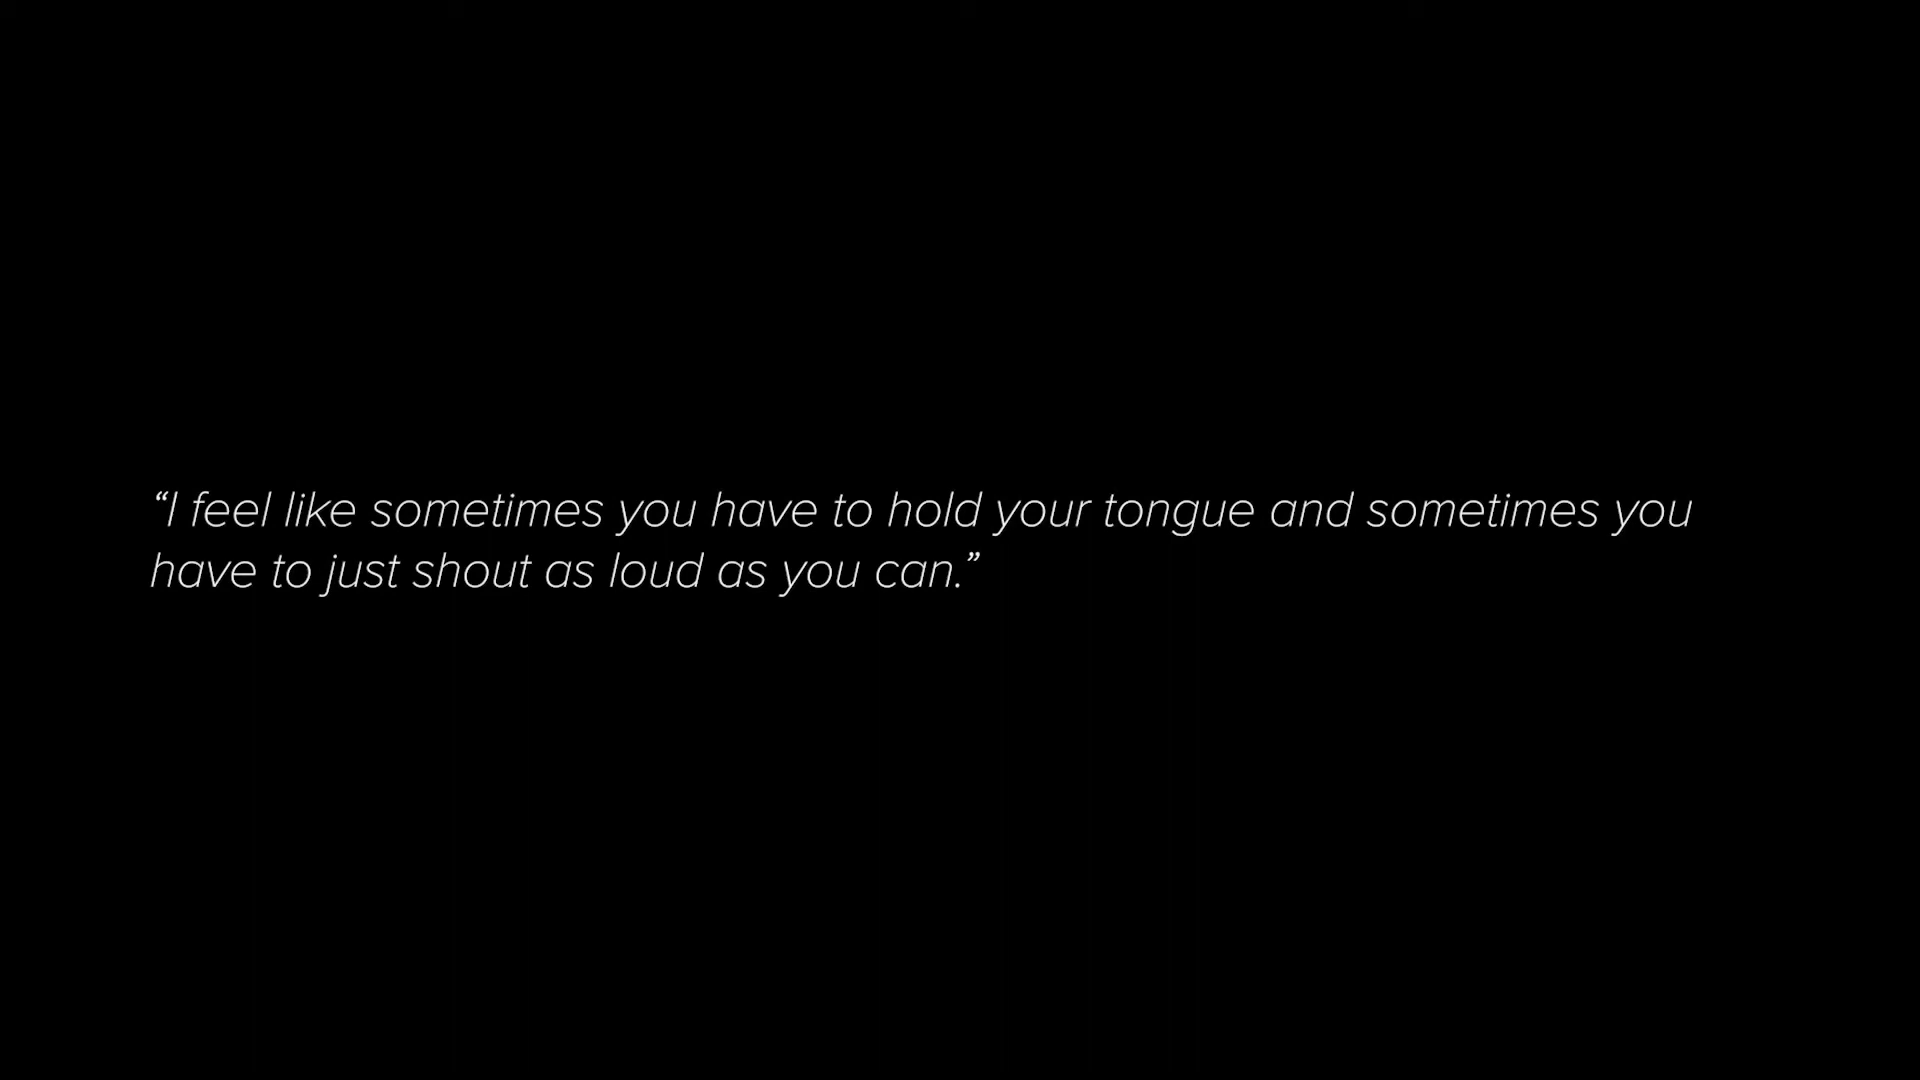 “I feel like sometimes you have to hold your tongue and sometimes you
have to just shout as loud as you can.”